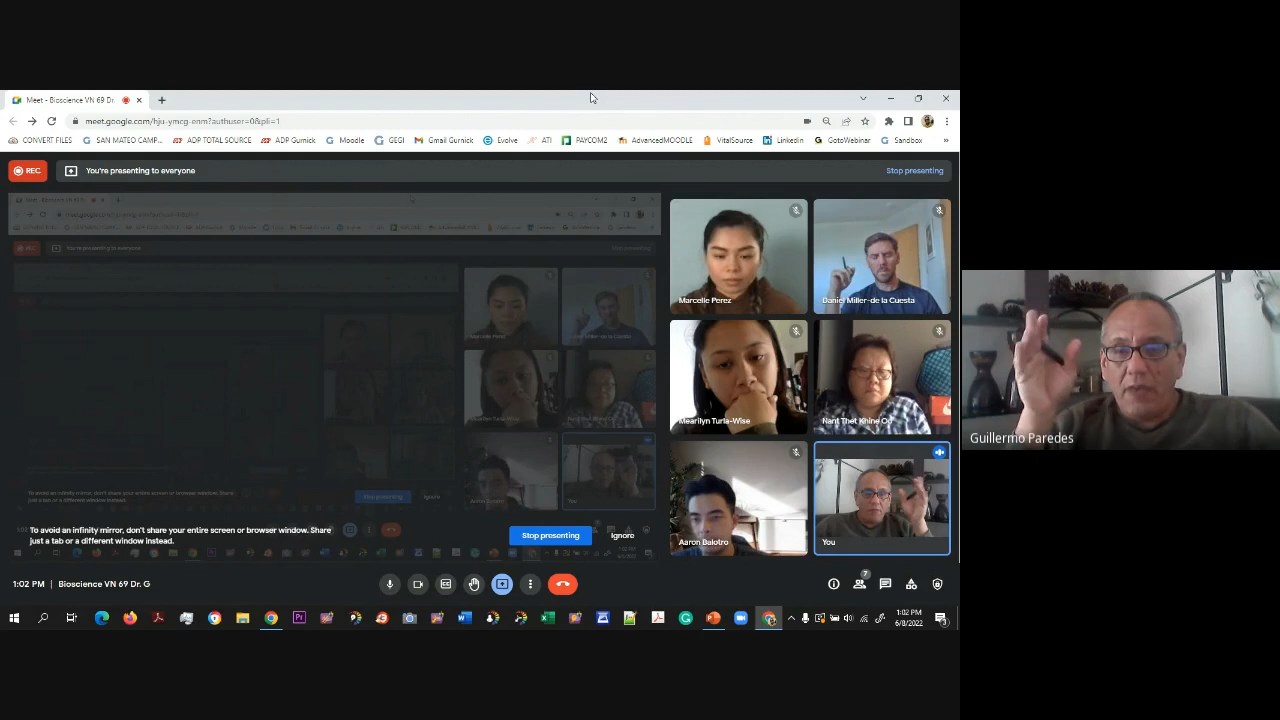 Meet - Bioscience VN 69 Dr.
meet.google.com/hju-ymcg-enm?authuser=0&pli=1
CONVERT FILES
SAN MATEO CAMP...
ADP TOTAL SOURCE
ADP Gurnick
Moodle
GEGI
Gmail Gurnick
Evolve
ATI
PAYCOM2
AdvancedMOODLE
VitalSource
Linkedin
GotoWebinar
Sandbox
»
REC
You're presenting to everyone
Stop presenting
Marcelle Perez
Daniel Miller-de la Cuesta
Mearilyn Turla-Wise
Nant Thet Khine Oo
Aaron Balotro
You
Guillermo Paredes
To avoid an infinity mirror, don't share your entire screen or browser window. Share
just a tab or a different window instead.
Stop presenting
Ignore
1:02 PM | Bioscience VN 69 Dr. G
7
1:02 PM
6/8/2022